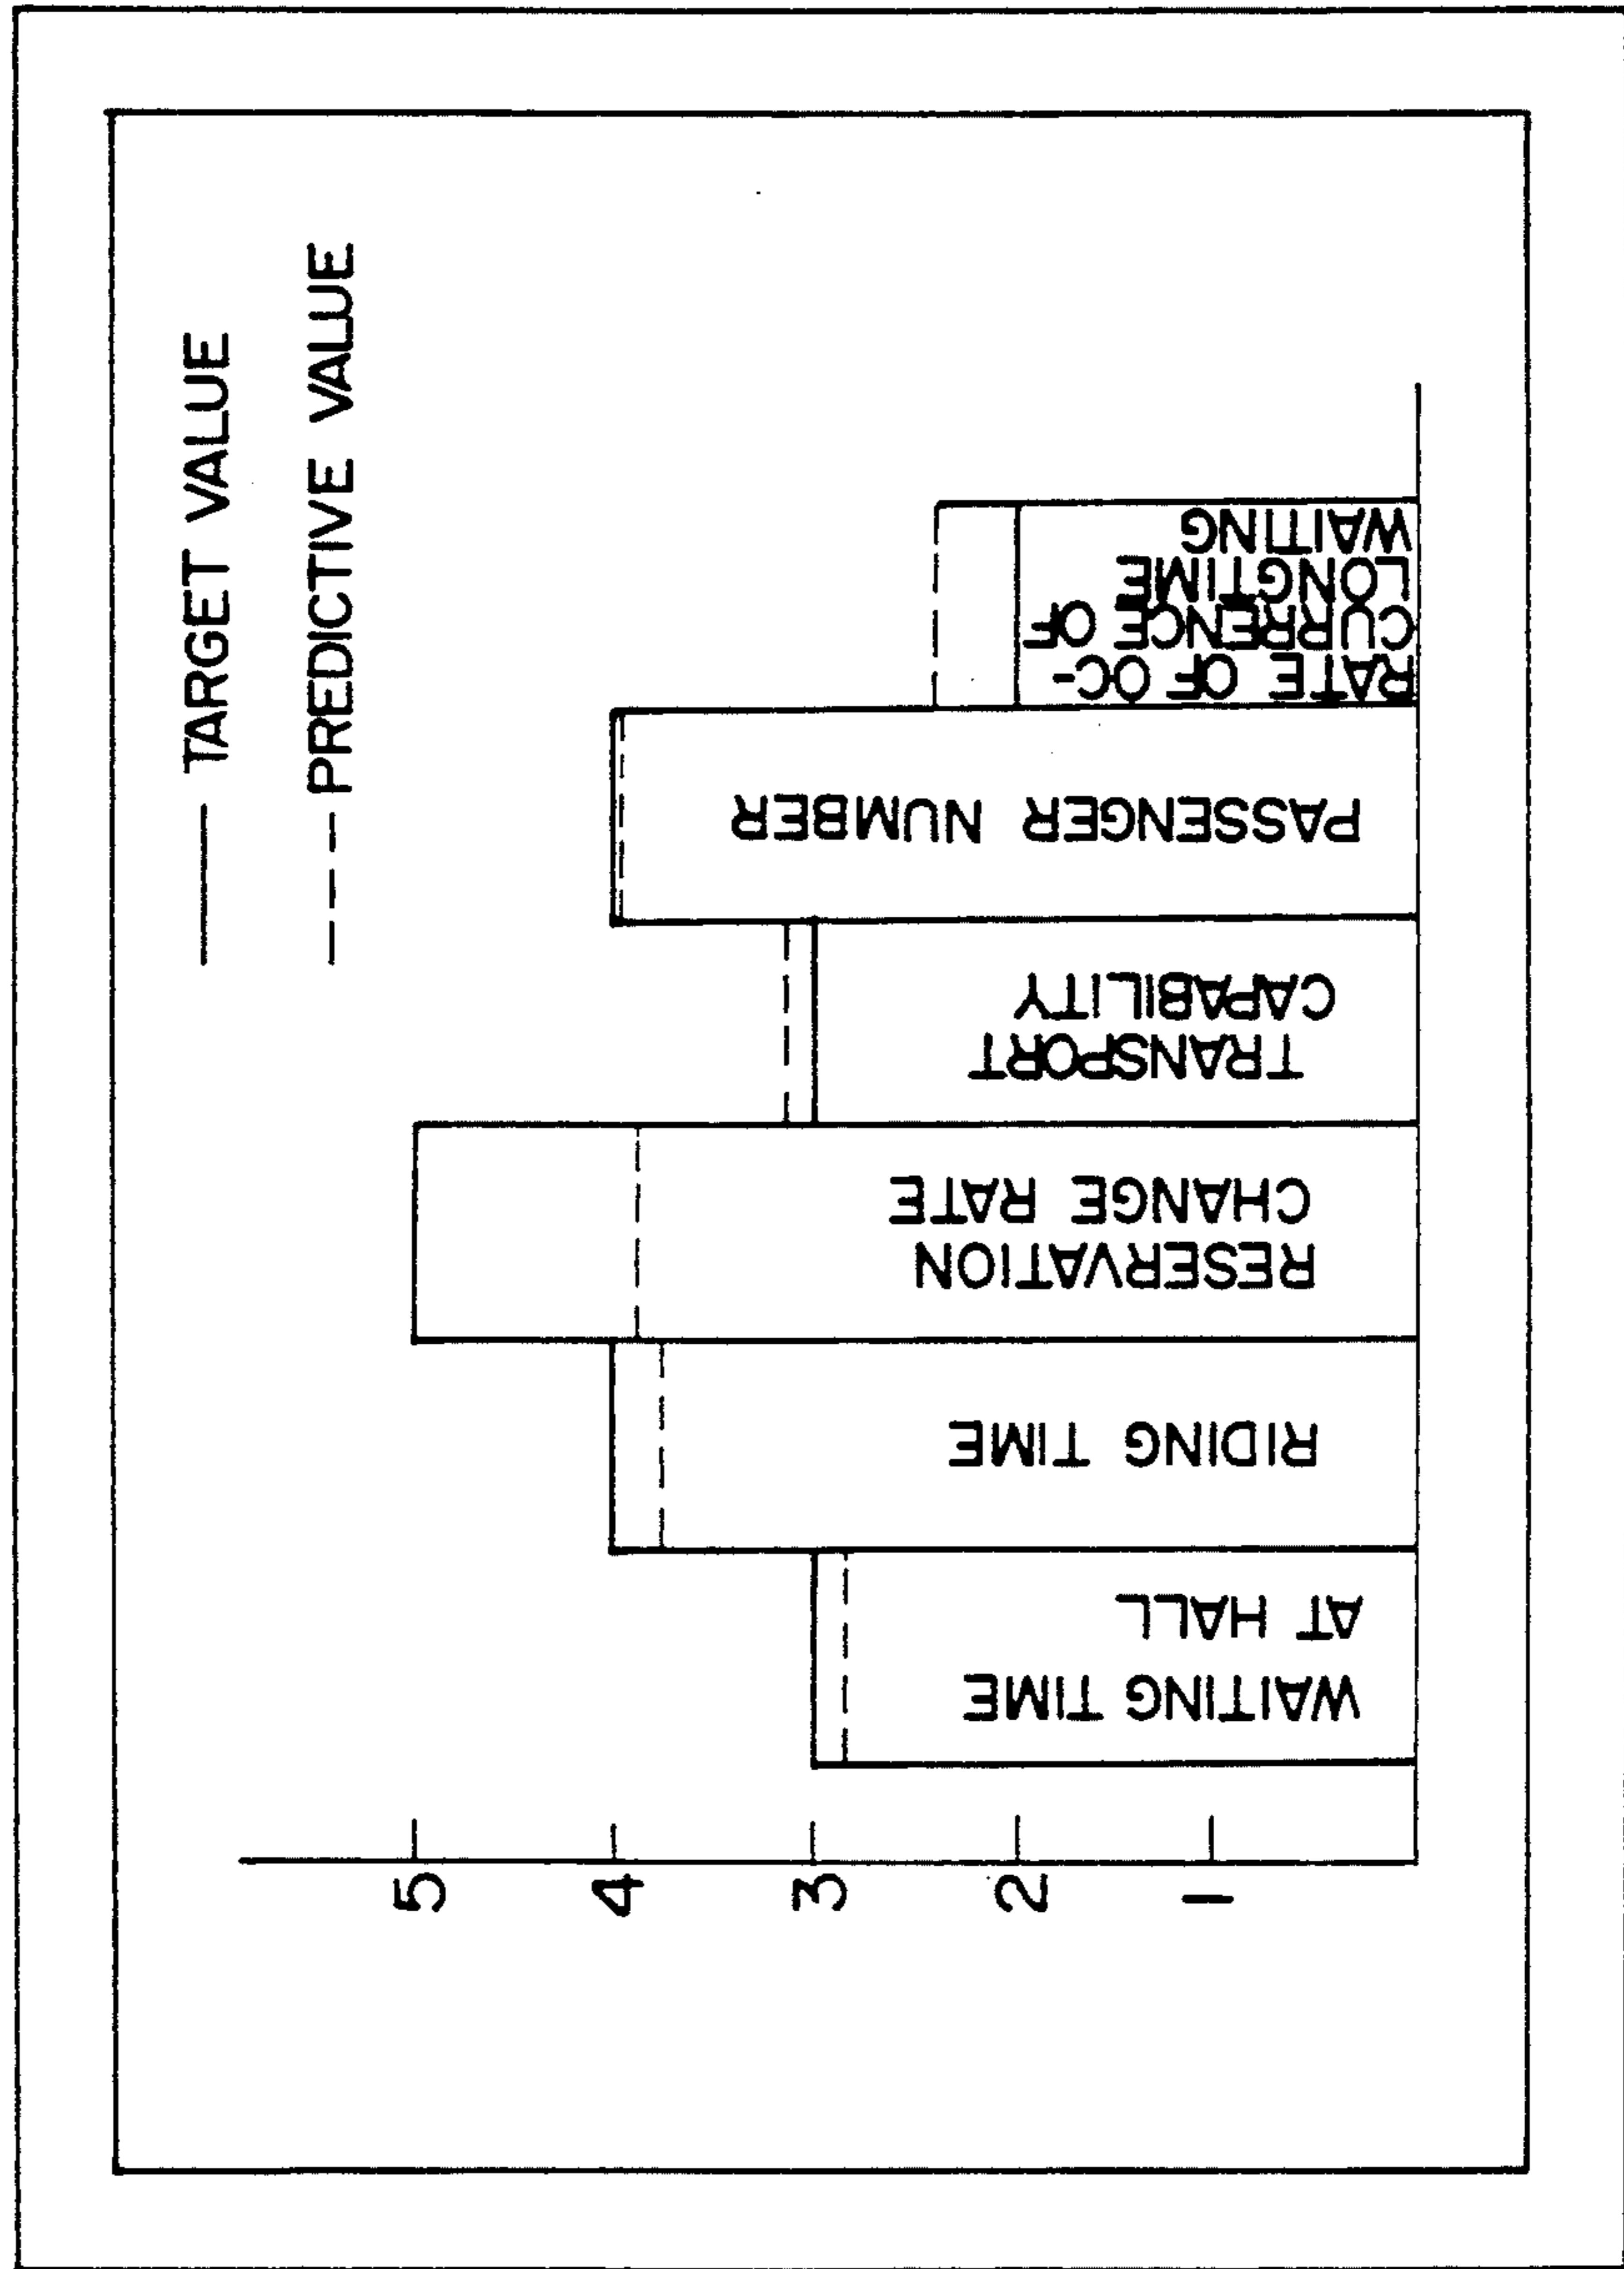 TARGET VALUE
PREDICTIVE VALUE
5
4
3
2
1
WAITING TIME
AT HALL
RIDING TIME
RESERVATION
CHANGE RATE
TRANSPORT
CAPABILITY
PASSENGER NUMBER
RATE OF OC-
CURRENCE OF
LONGTIME
WAITING